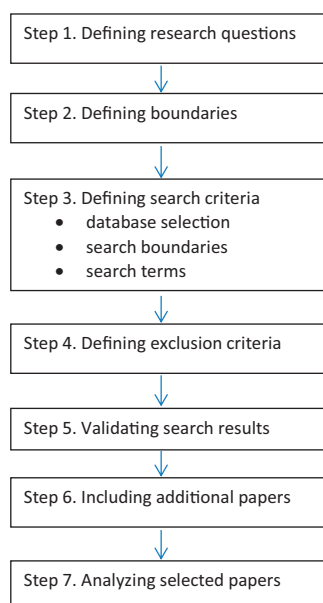 Step 1. Defining research questions
Step 2. Defining boundaries
Step 3. Defining search criteria
• database selection
• search boundaries
• search terms
Step 4. Defining exclusion criteria
Step 5. Validating search results
Step 6. Including additional papers
Step 7. Analyzing selected papers